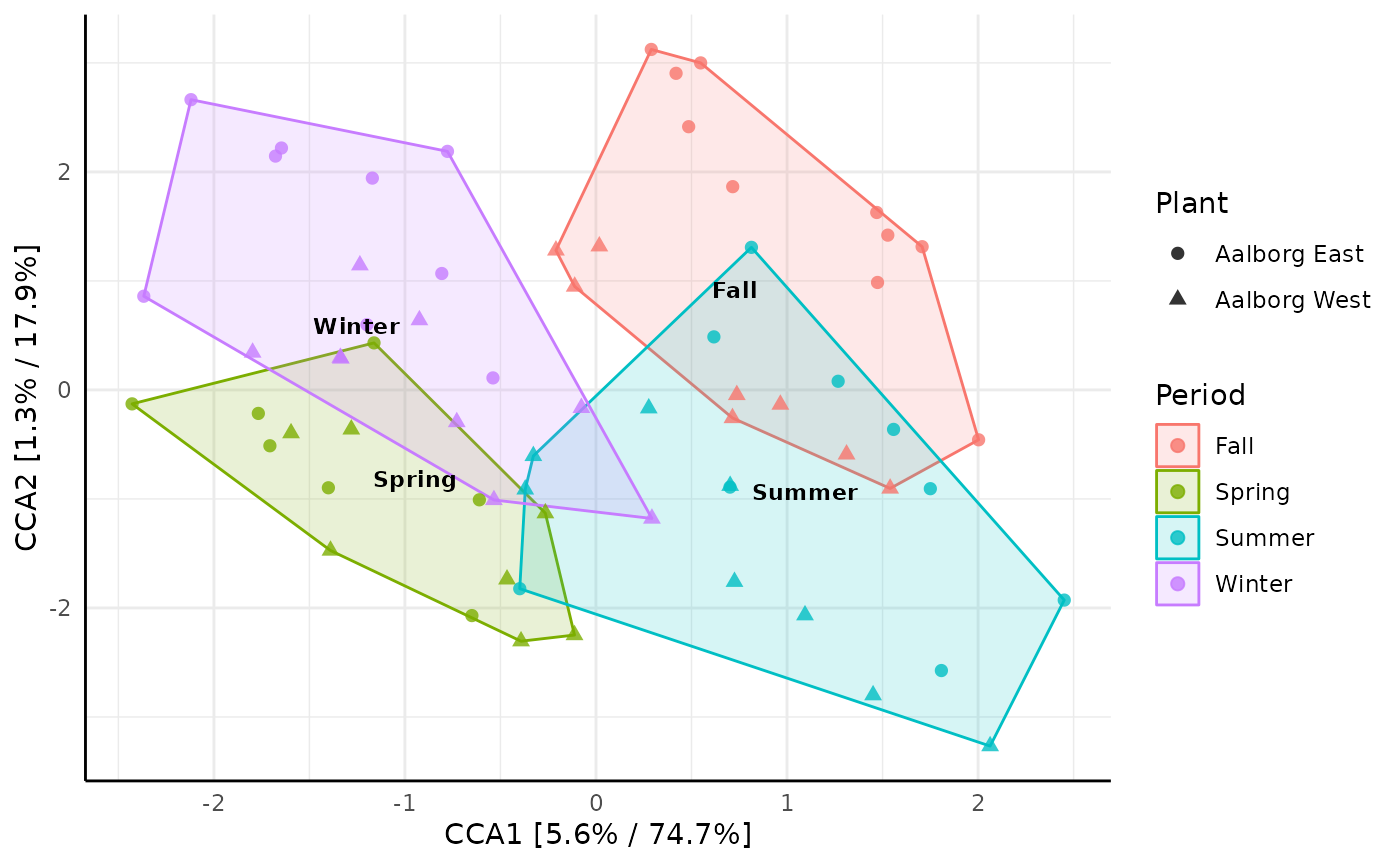 2
0
-2
-2
-1
0
1
2
CCA2 [1.3% / 17.9%]
CCA1 [5.6% / 74.7%]
Fall
Winter
Spring
Summer
Plant
Aalborg East
Aalborg West
Period
Fall
Spring
Summer
Winter